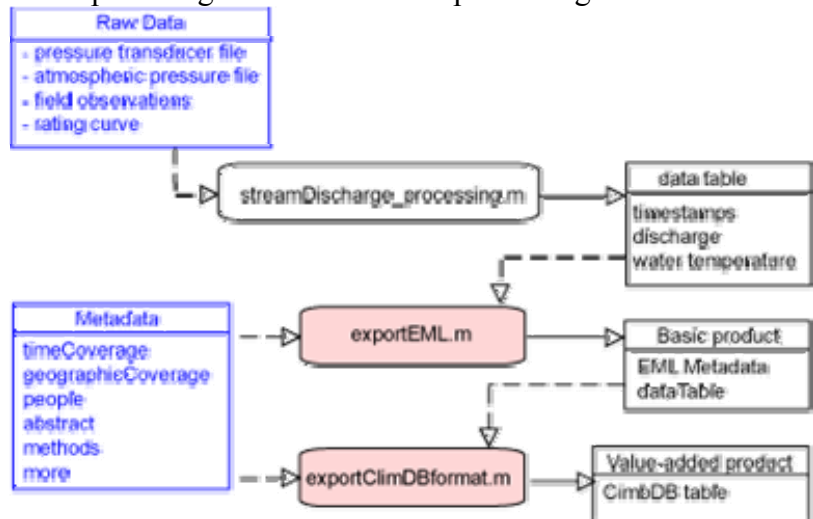 Raw Data
- pressure transducer file
- atmospheric pressure file
- field observations
- rating curve
streamDischarge_processing.m
data table
timestamps
discharge
water temperature
Metadata
timeCoverage
geographicCoverage
people
abstract
methods
more
exportEML.m
Basic product
EML Metadata
dataTable
exportClimDBformat.m
Value-added product
CimbDB table